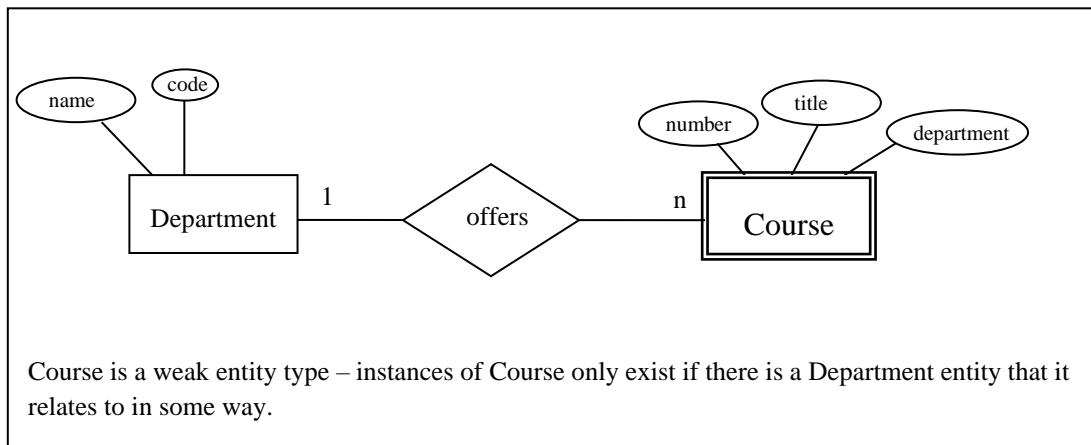 code
name
title
number
department
1
n
Department
offers
Course
Course is a weak entity type – instances of Course only exist if there is a Department entity that it
relates to in some way.